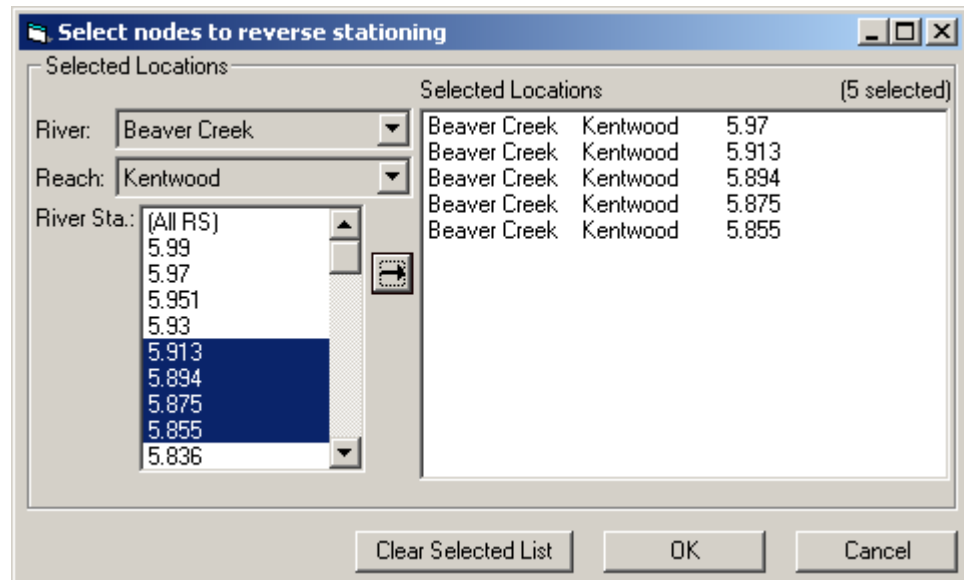 Select nodes to reverse stationing
Selected Locations
River: Beaver Creek
Reach: Kentwood
River Sta.: (All RS)
5.99
5.97
5.951
5.93
5.913
5.894
5.875
5.855
5.836
Selected Locations (5 selected)
Beaver Creek Kentwood 5.97
Beaver Creek Kentwood 5.913
Beaver Creek Kentwood 5.894
Beaver Creek Kentwood 5.875
Beaver Creek Kentwood 5.855
Clear Selected List OK Cancel